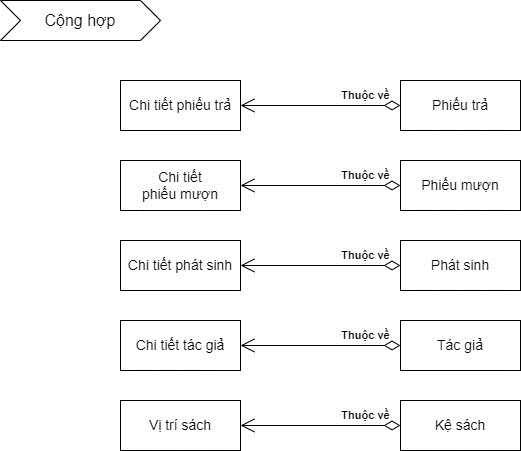 Cộng hợp
Chi tiết phiếu trả
Thuộc về
Phiếu trả
Chi tiết
phiếu mượn
Thuộc về
Phiếu mượn
Chi tiết phát sinh
Thuộc về
Phát sinh
Chi tiết tác giả
Thuộc về
Tác giả
Vị trí sách
Thuộc về
Kệ sách